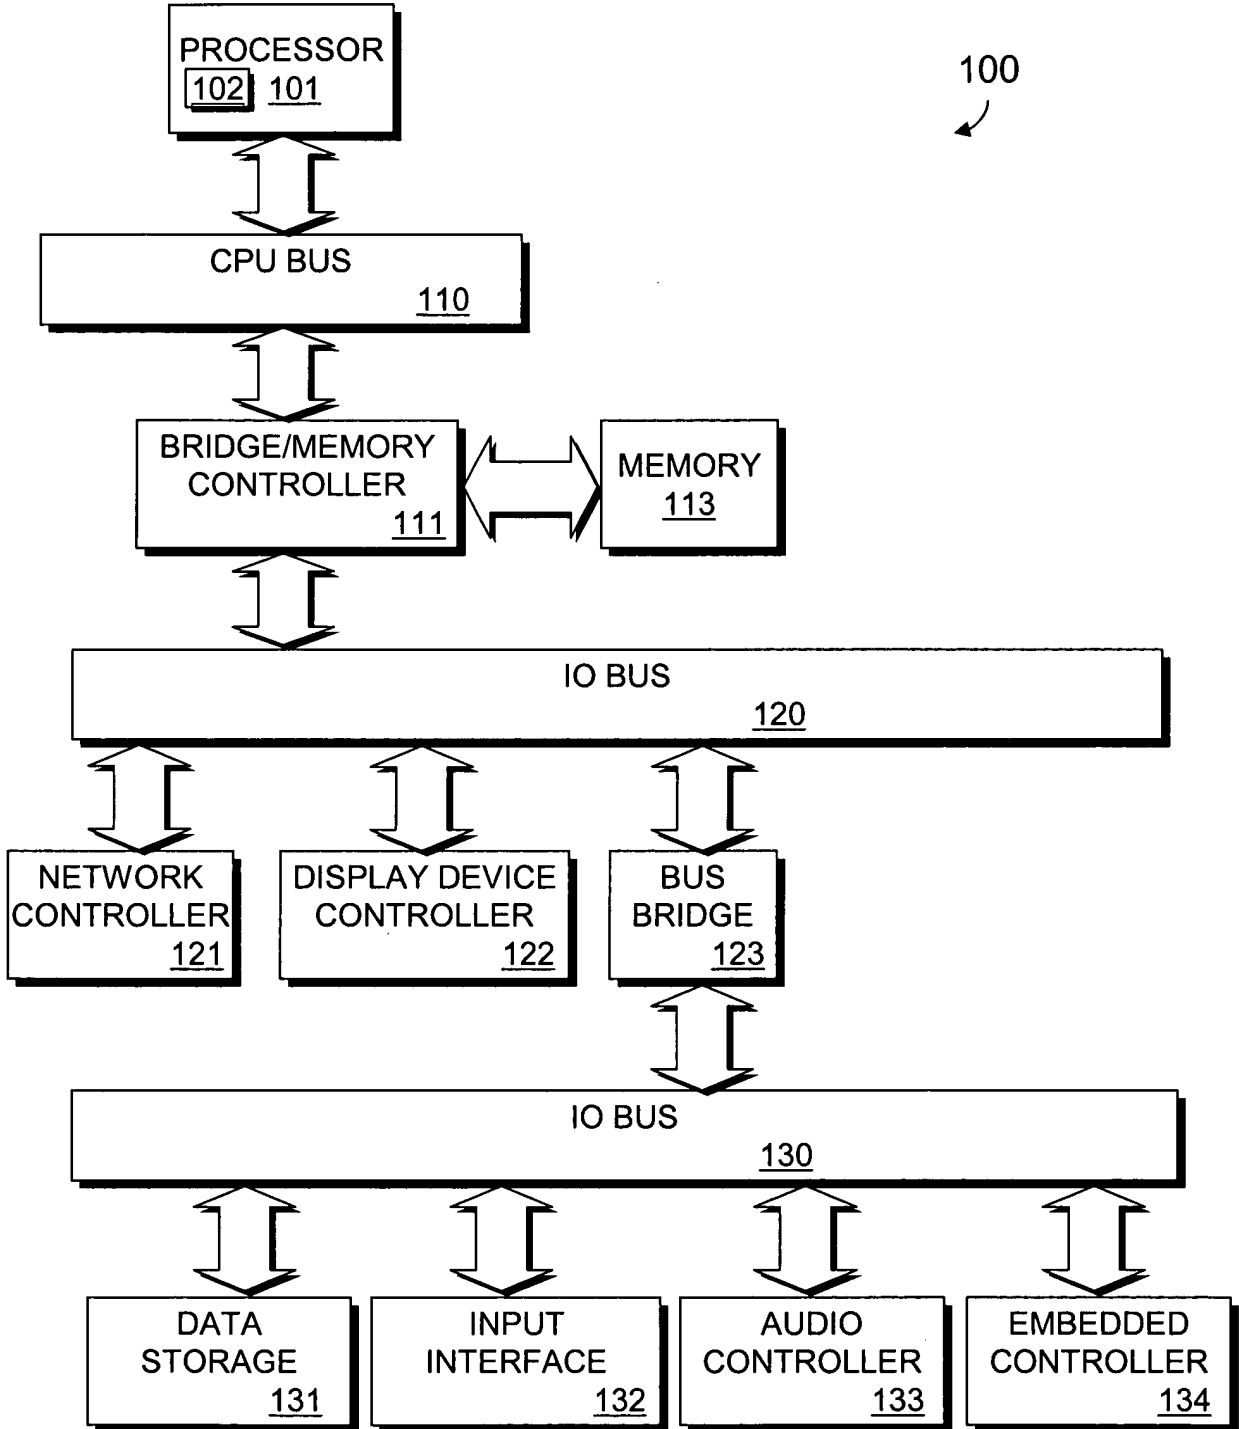 PROCESSOR
102 101
100
CPU BUS
110
BRIDGE/MEMORY
CONTROLLER
111
MEMORY
113
IO BUS
120
NETWORK
CONTROLLER
121
DISPLAY DEVICE
CONTROLLER
122
BUS
BRIDGE
123
IO BUS
130
DATA
STORAGE
131
INPUT
INTERFACE
132
AUDIO
CONTROLLER
133
EMBEDDED
CONTROLLER
134